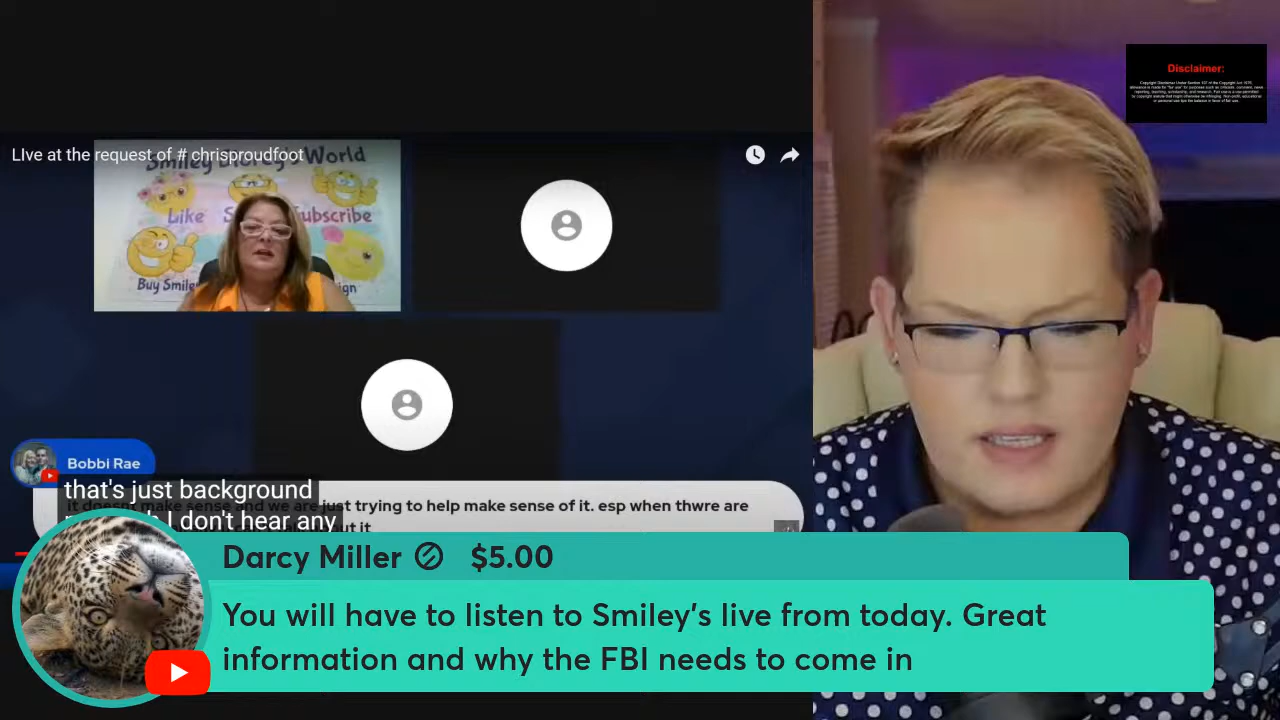 Disclaimer:
LIve at the request of # chrisproudfoot
Smiley
World
Like
Subscribe
Buy Smile
Bobbi Rae
that's just background
it doesnt make sense and we are just trying to help make sense of it. esp when thwre are
I don't hear any
ut it
Darcy Miller $5.00
You will have to listen to Smiley's live from today. Great
information and why the FBI needs to come in